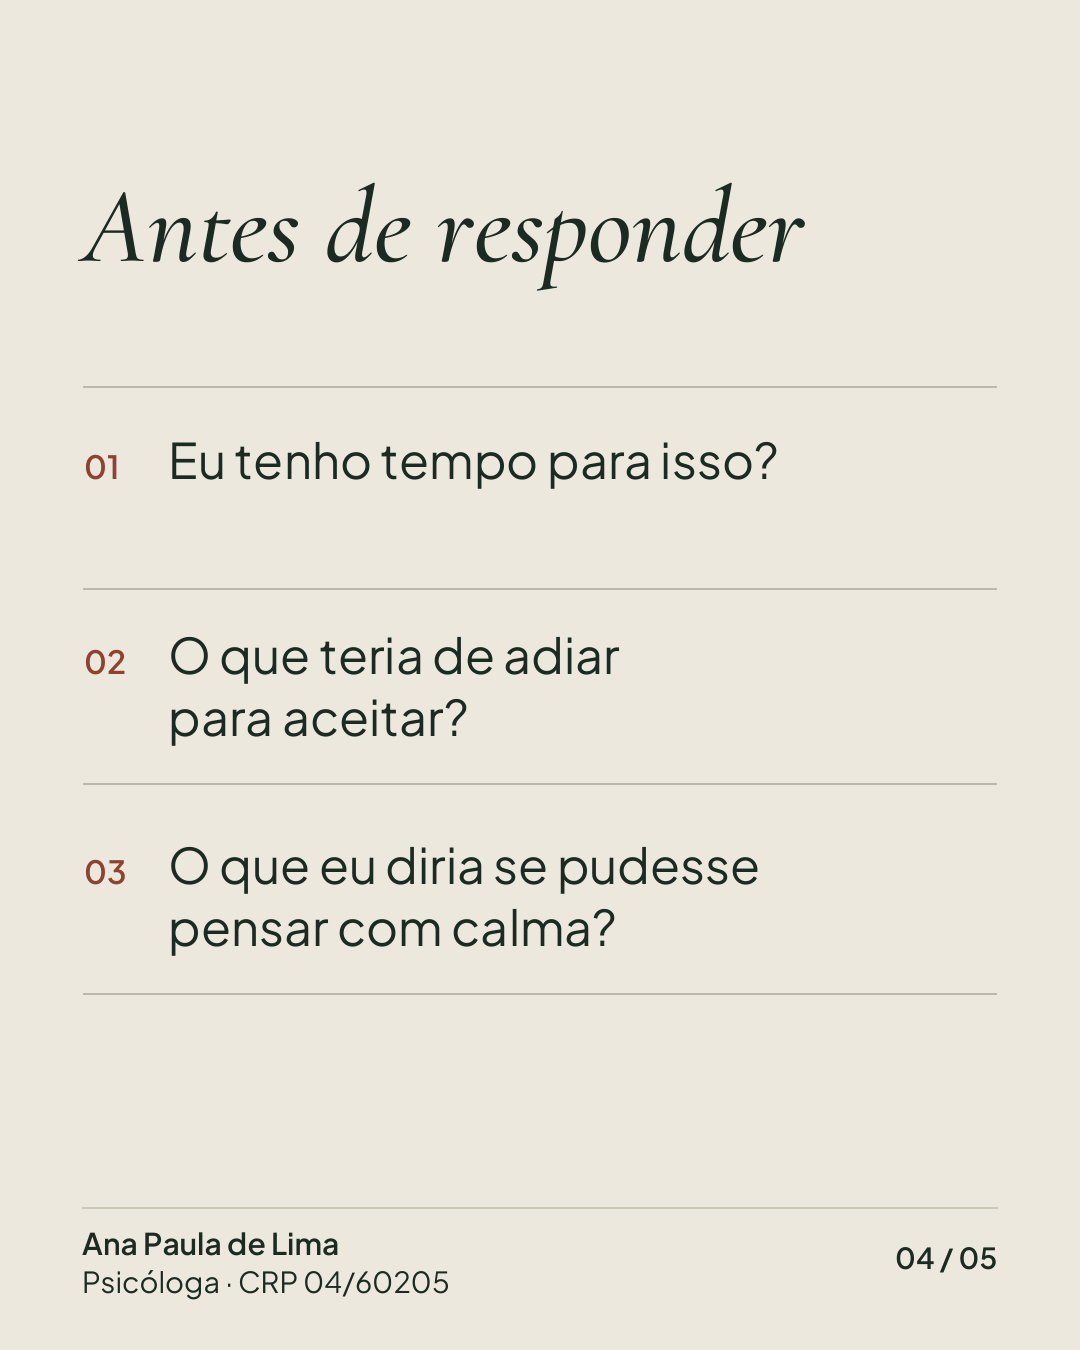 Antes de responder
01 Eu tenho tempo para isso?
02 O que teria de adiar
para aceitar?
03 O que eu diria se pudesse
pensar com calma?
Ana Paula de Lima
Psicóloga · CRP 04/60205
04 / 05